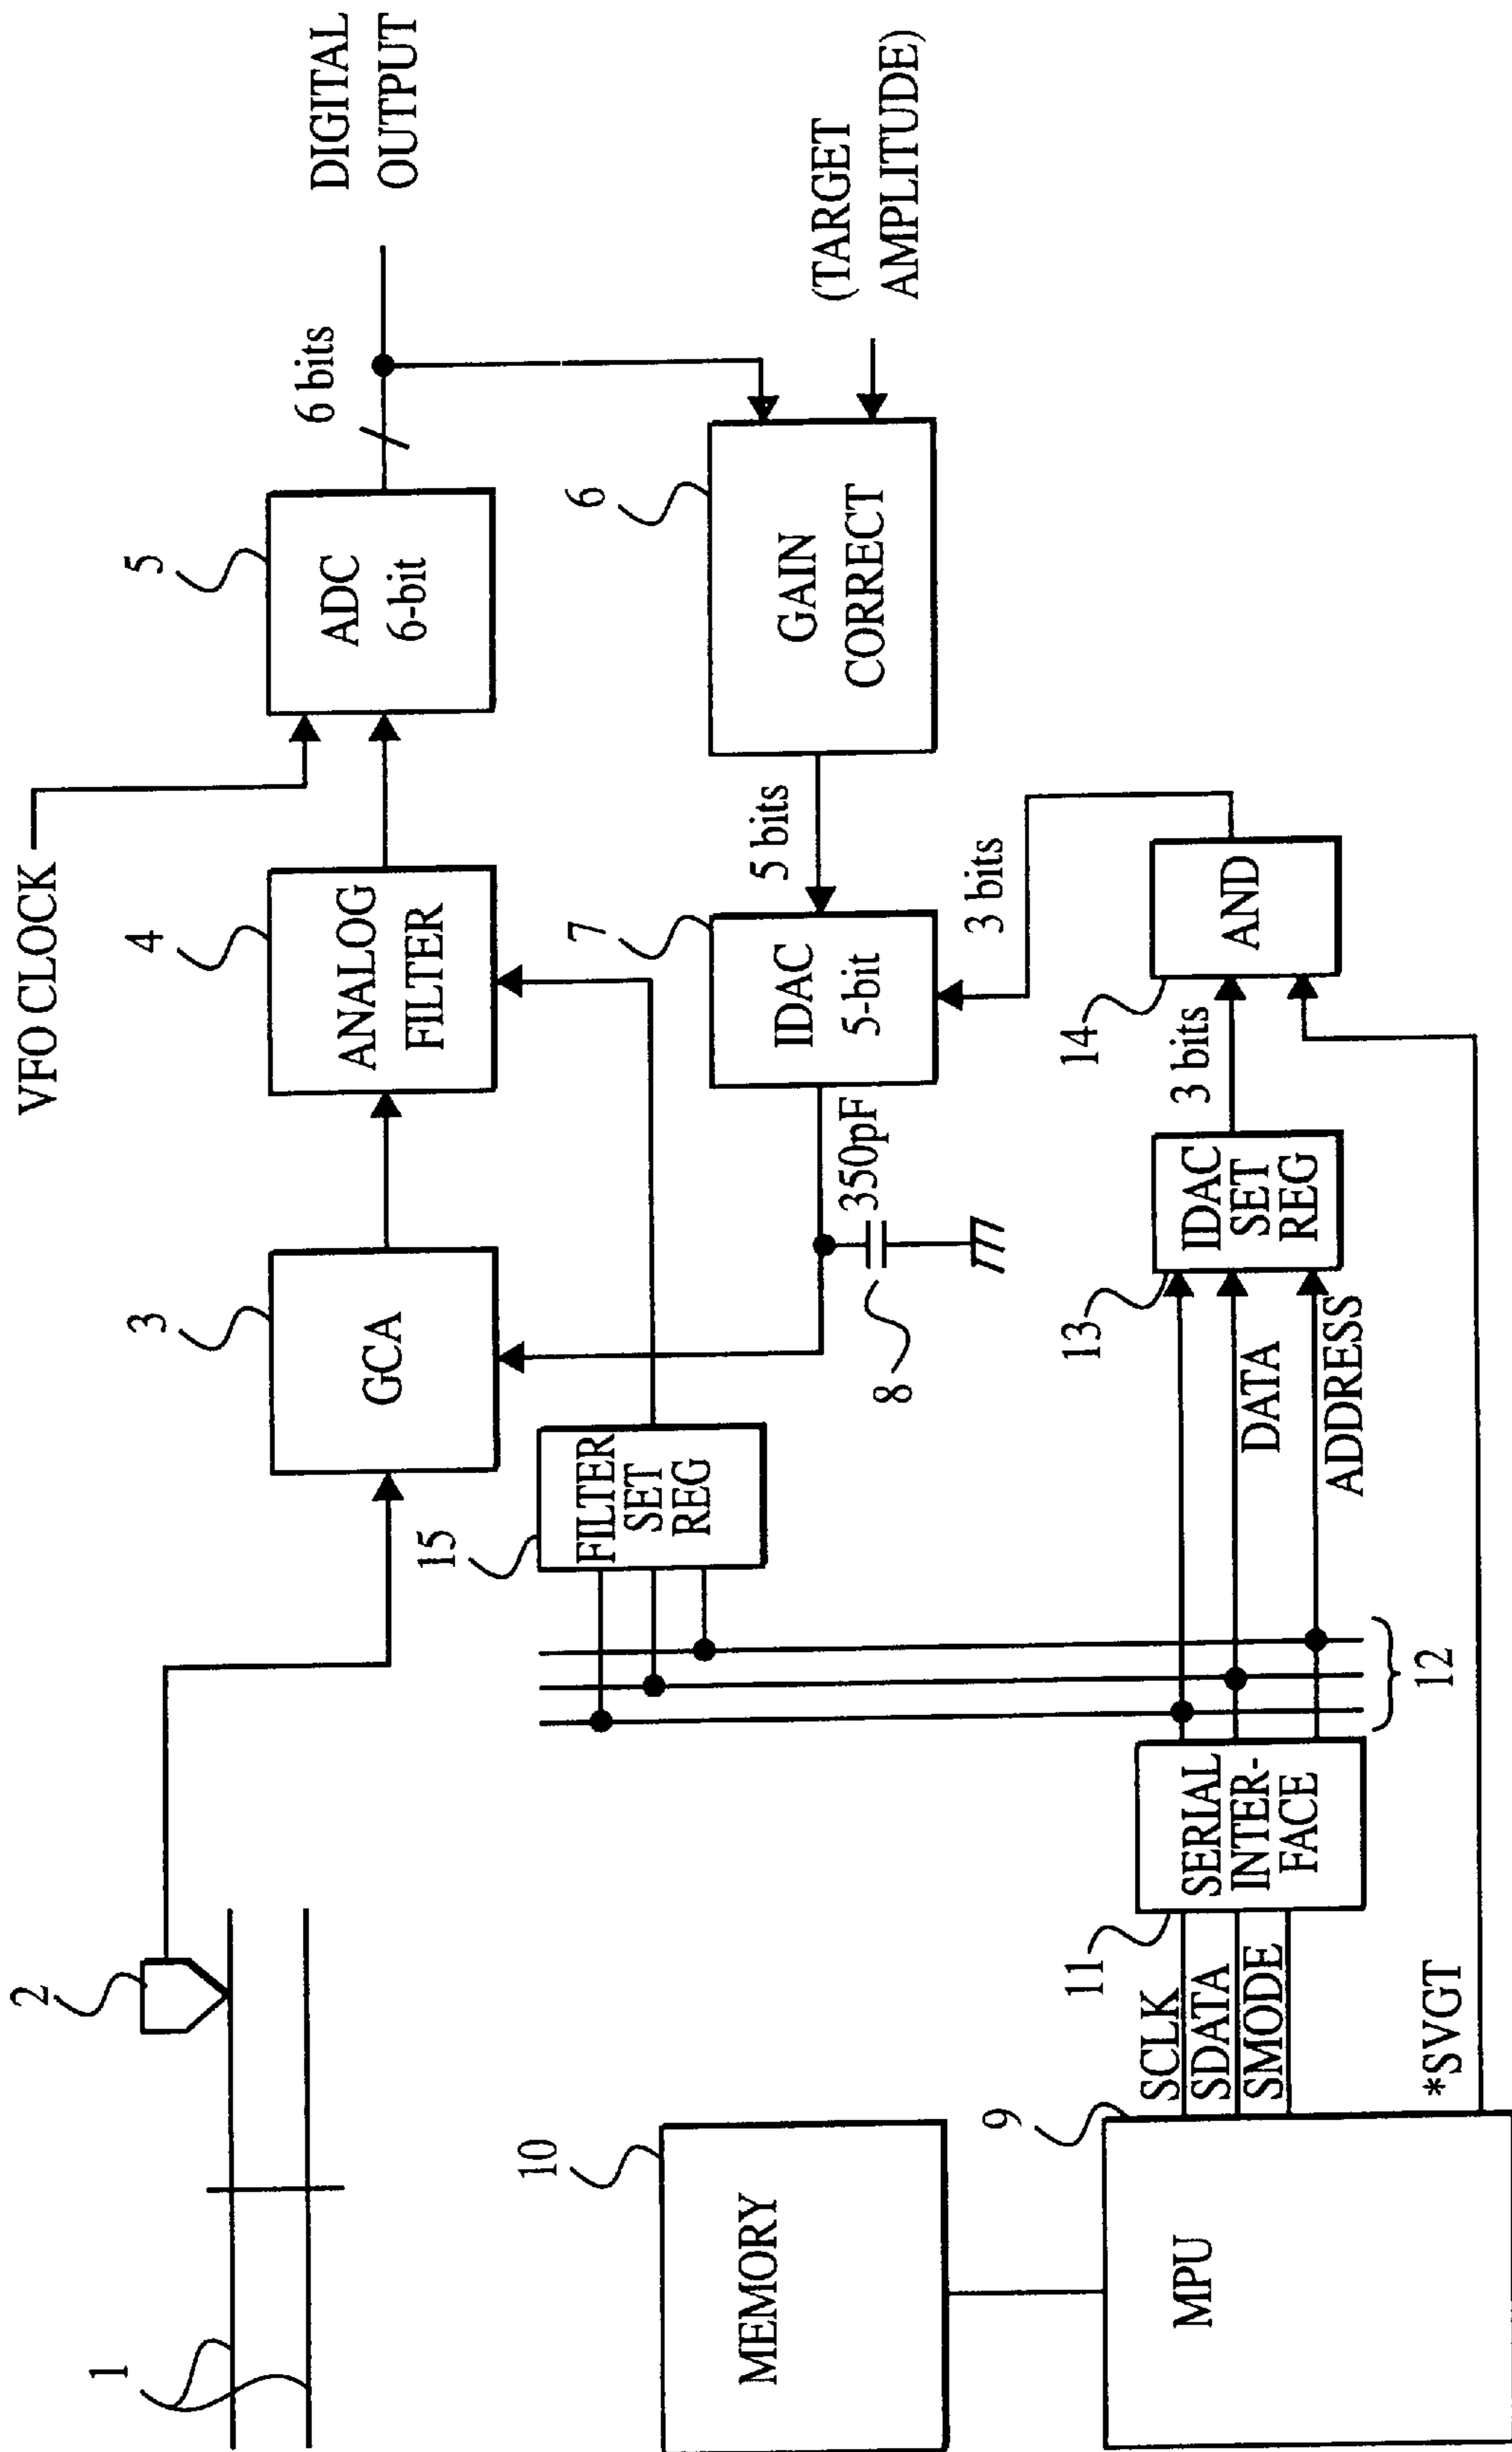 VFO CLOCK
DIGITAL
OUTPUT
2
3
4
5
1
GCA
ANALOG
FILTER
ADC
6-bit
6 bits
(TARGET
AMPLITUDE)
10
15
8
7
6
MEMORY
FILTER
SET
REG
350pF
IDAC
5-bit
5 bits
GAIN
CORRECT
3 bits
9
11
13
14
SCLK
SDATA
SMODE
SERIAL
INTER-
FACE
DATA
ADDRESS
IDAC
SET
REG
3 bits
AND
MPU
*SVGT
12